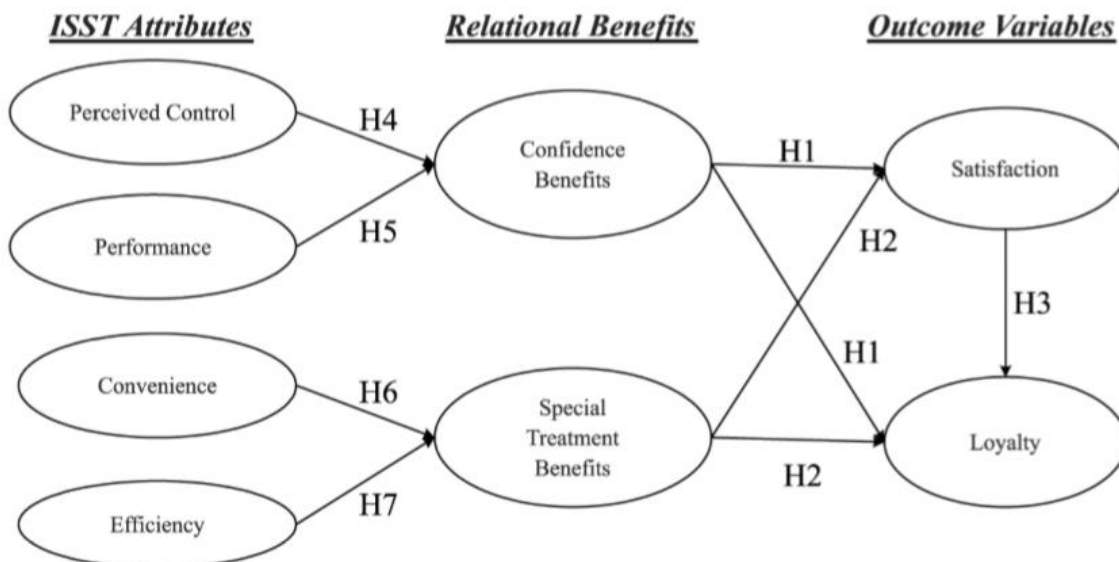 ISST Attributes
Relational Benefits
Outcome Variables
Perceived Control
H4
Confidence
Benefits
H1
Satisfaction
Performance
H5
H2
H3
Convenience
H6
H1
Special
Treatment
Benefits
Loyalty
H2
Efficiency
H7